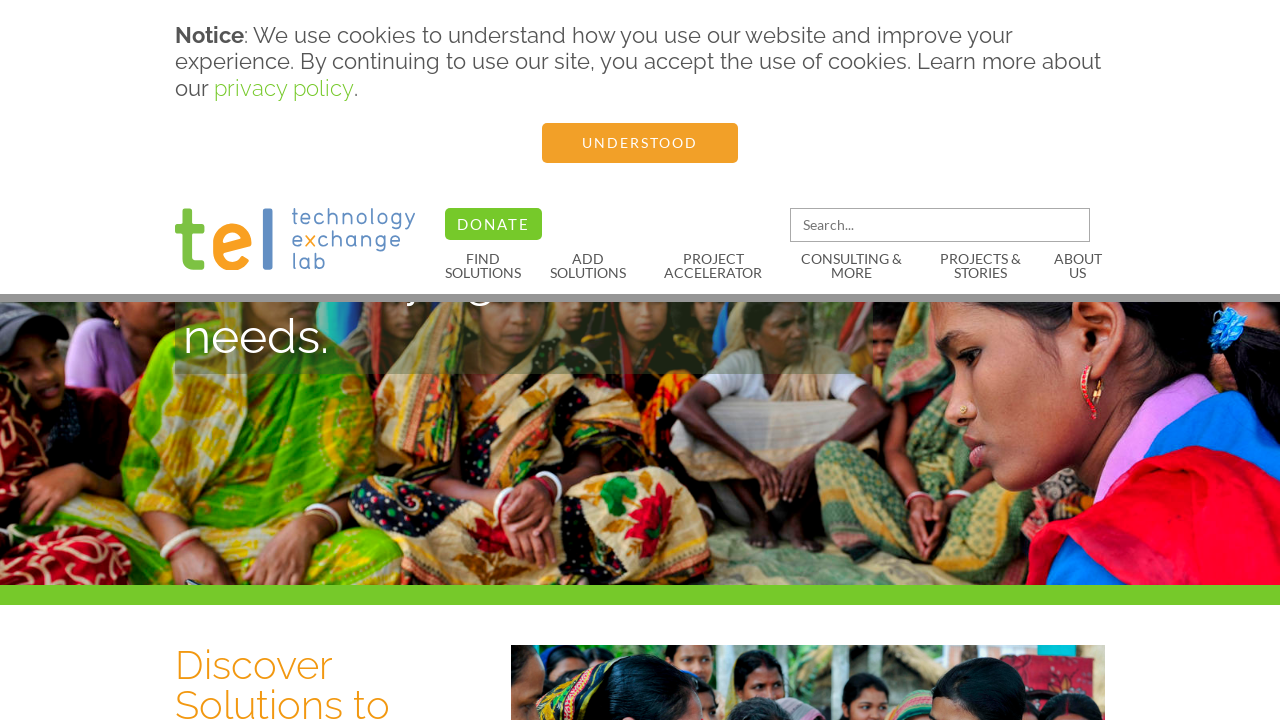 Notice: We use cookies to understand how you use our website and improve your
experience. By continuing to use our site, you accept the use of cookies. Learn more about
our privacy policy.
UNDERSTOOD
tel technology
exchange
lab
DONATE
Search...
FIND
SOLUTIONS
ADD
SOLUTIONS
PROJECT
ACCELERATOR
CONSULTING &
MORE
PROJECTS &
STORIES
ABOUT
US
needs.
Discover
Solutions to